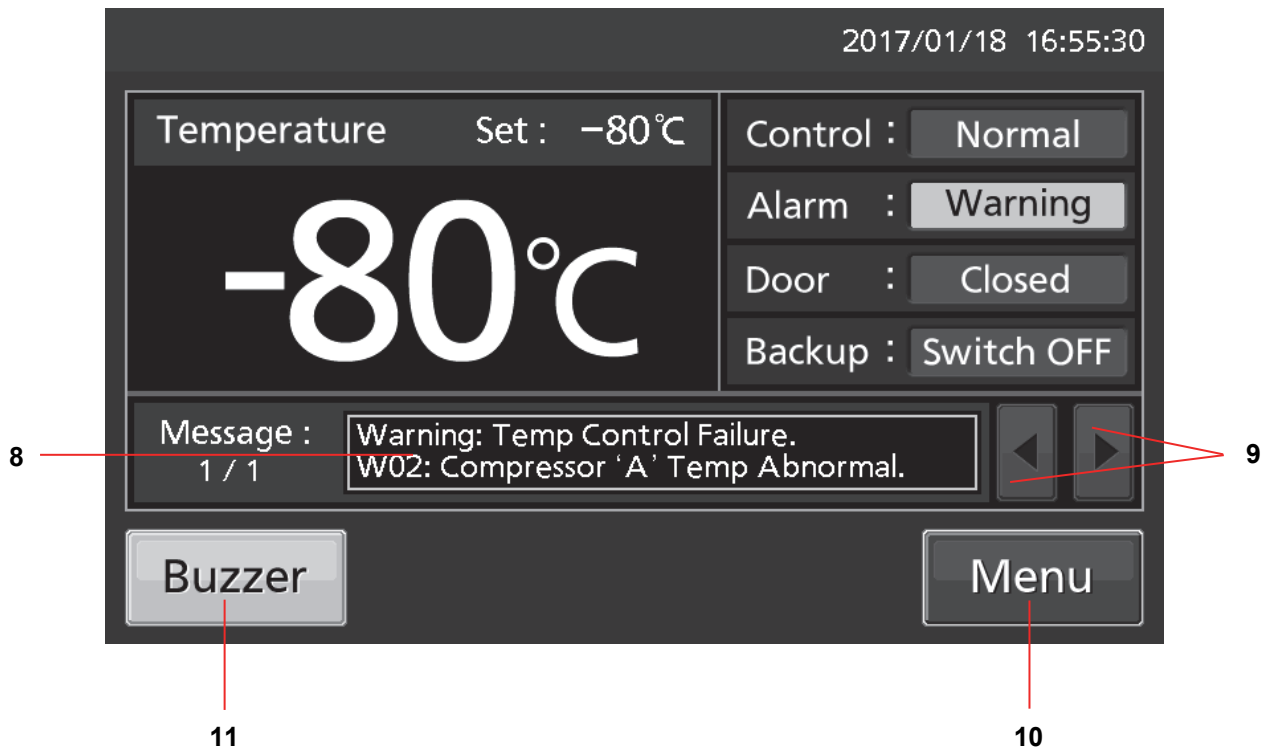 2017/01/18 16:55:30
Temperature Set : −80℃
-80℃
Control : Normal
Alarm : Warning
Door : Closed
Backup : Switch OFF
Message :
1 / 1
Warning: Temp Control Failure.
W02: Compressor ‘A’ Temp Abnormal.
8
9
Buzzer
Menu
11
10